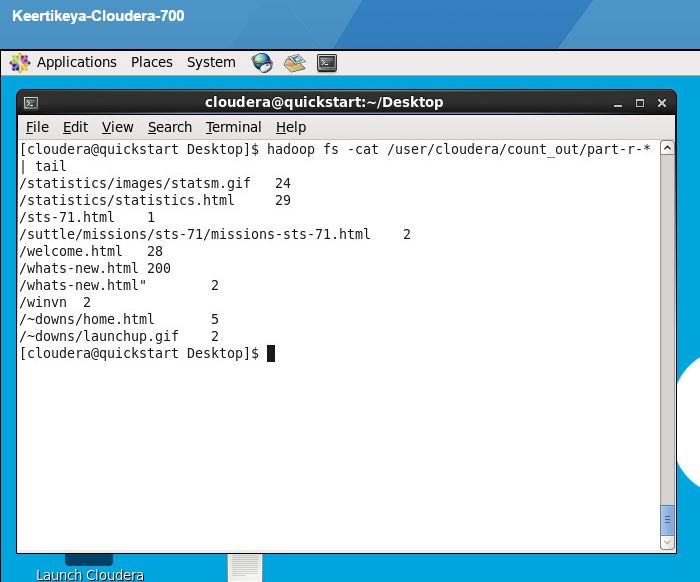 Keertikeya-Cloudera-700
Applications Places System
cloudera@quickstart:~/Desktop
File Edit View Search Terminal Help
[cloudera@quickstart Desktop]$ hadoop fs -cat /user/cloudera/count_out/part-r-*
| tail
/statistics/images/statsm.gif 24
/statistics/statistics.html 29
/sts-71.html 1
/suttle/missions/sts-71/missions-sts-71.html 2
/welcome.html 28
/whats-new.html 200
/whats-new.html" 2
/winvn 2
/~downs/home.html 5
/~downs/launchup.gif 2
[cloudera@quickstart Desktop]$
Launch Cloudera